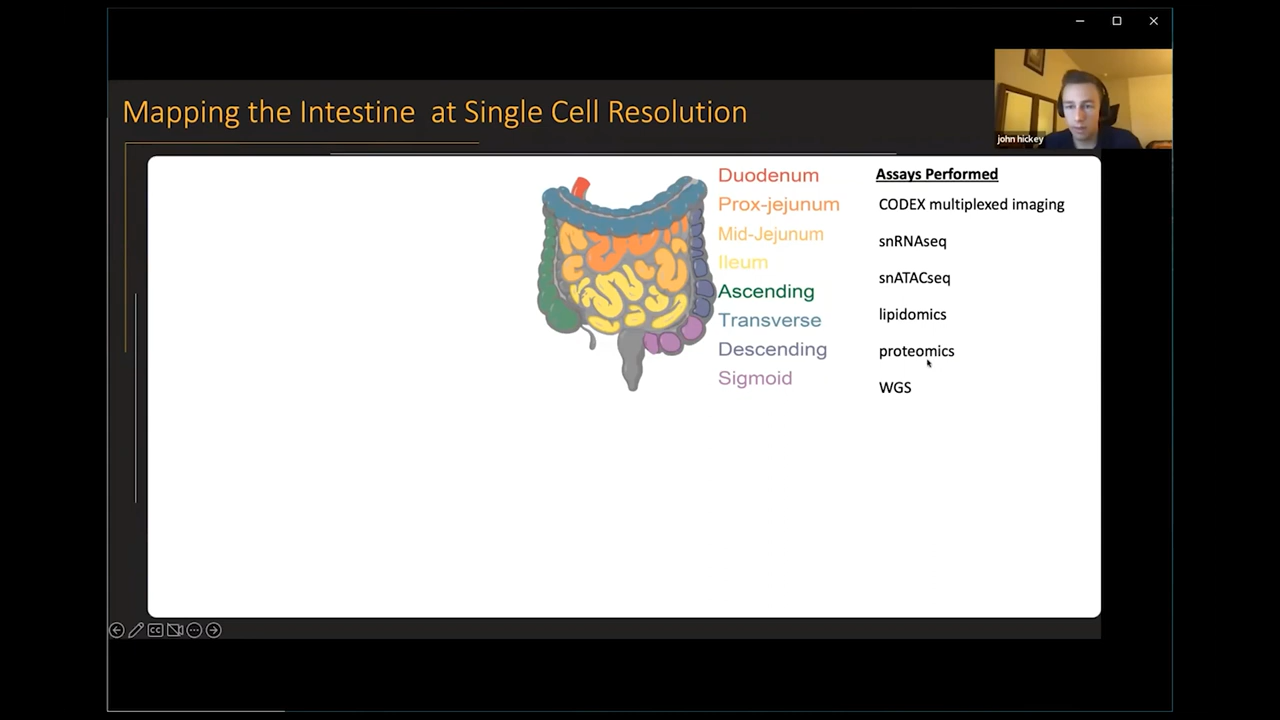 Mapping the Intestine at Single Cell Resolution
john hickey
Duodenum
Prox-jejunum
Mid-Jejunum
Ileum
Ascending
Transverse
Descending
Sigmoid
Assays Performed
CODEX multiplexed imaging
snRNAseq
snATACseq
lipidomics
proteomics
WGS
CC